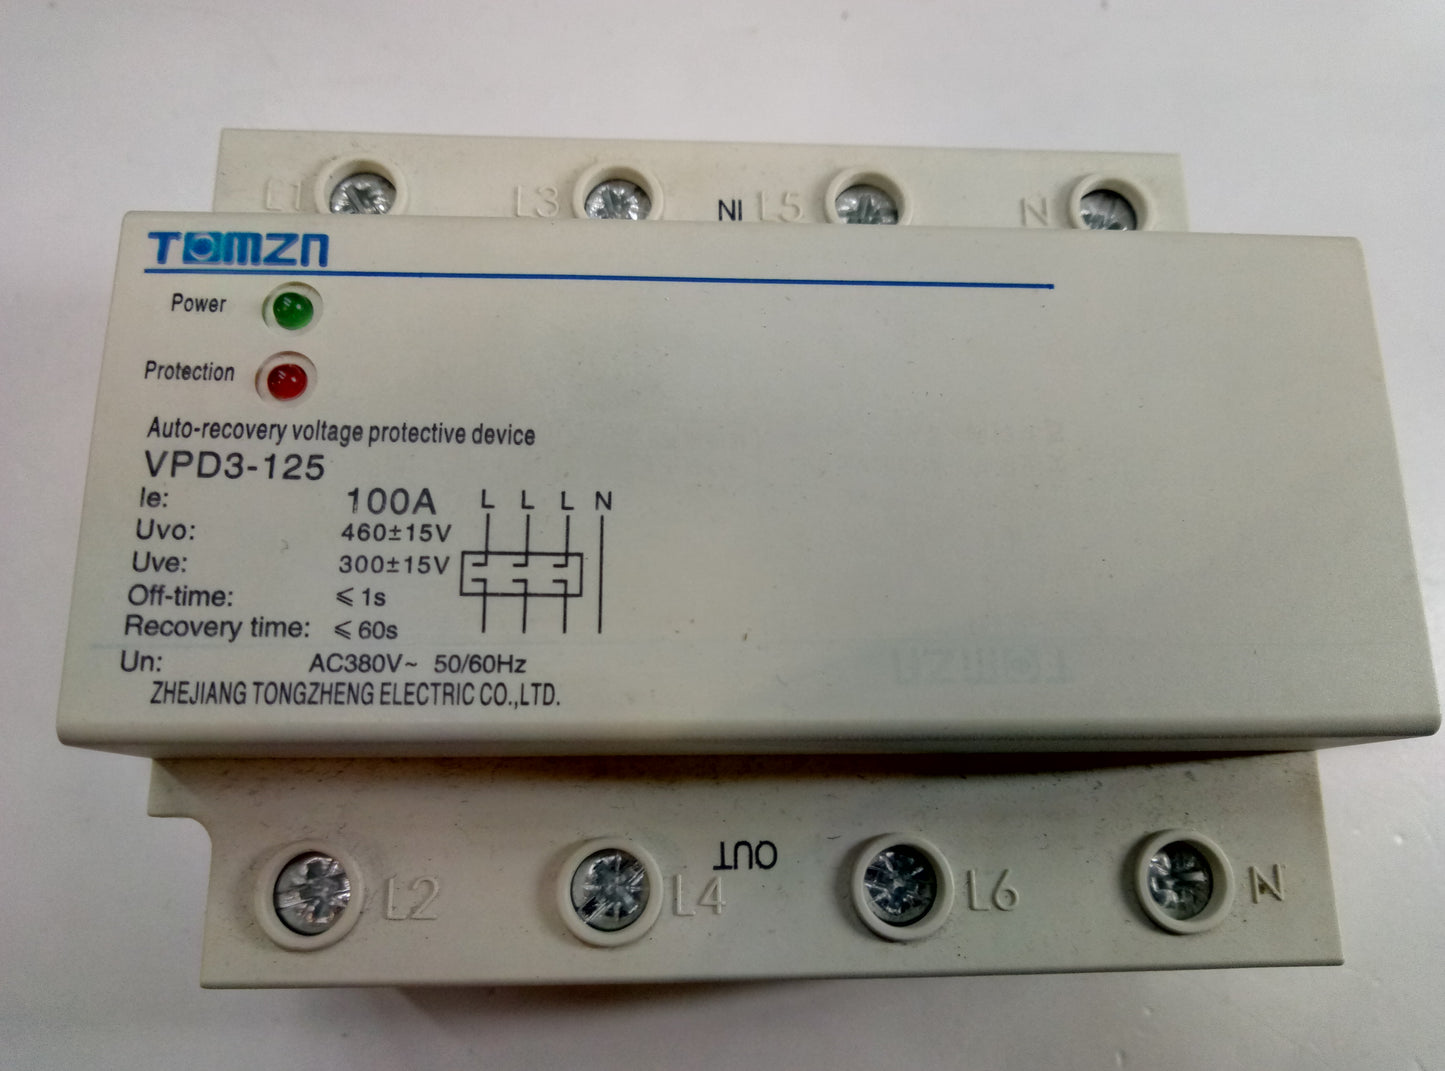 L1 L3 IN L5 N
TOMZN
Power
Protection
Auto-recovery voltage protective device
VPD3-125
Ie: 100A
L L L N
Uvo: 460±15V
Uve: 300±15V
Off-time: ⩽ 1s
Recovery time: ⩽ 60s
Un: AC380V~ 50/60Hz
ZHEJIANG TONGZHENG ELECTRIC CO.,LTD.
TOMZN
OUT
L2 L4 L6 N